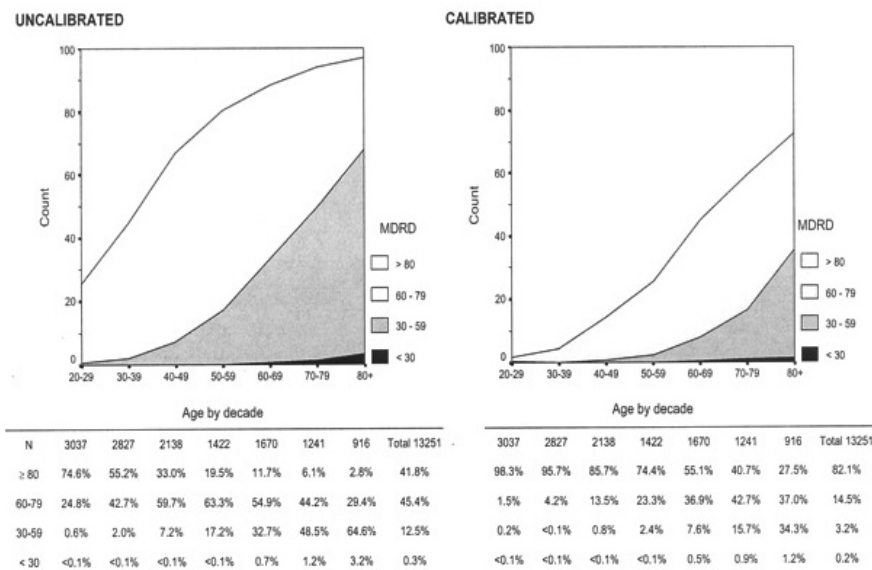 UNCALIBRATED
100
80
60
40
20
0
Count
20-29 30-39 40-49 50-59 60-69 70-79 80+
Age by decade
MDRD
> 80
60 - 79
30 - 59
< 30
N 3037 2827 2138 1422 1670 1241 916 Total 13251
≥ 80 74.6% 55.2% 33.0% 19.5% 11.7% 6.1% 2.8% 41.8%
60-79 24.8% 42.7% 59.7% 63.3% 54.9% 44.2% 29.4% 45.4%
30-59 0.6% 2.0% 7.2% 17.2% 32.7% 48.5% 64.6% 12.5%
< 30 <0.1% <0.1% <0.1% <0.1% 0.7% 1.2% 3.2% 0.3%
CALIBRATED
100
80
60
40
20
0
Count
20-29 30-39 40-49 50-59 60-69 70-79 80+
Age by decade
MDRD
> 80
60 - 79
30 - 59
< 30
3037 2827 2138 1422 1670 1241 916 Total 13251
98.3% 95.7% 85.7% 74.4% 55.1% 40.7% 27.5% 82.1%
1.5% 4.2% 13.5% 23.3% 36.9% 42.7% 37.0% 14.5%
0.2% <0.1% 0.8% 2.4% 7.6% 15.7% 34.3% 3.2%
<0.1% <0.1% <0.1% <0.1% 0.5% 0.9% 1.2% 0.2%